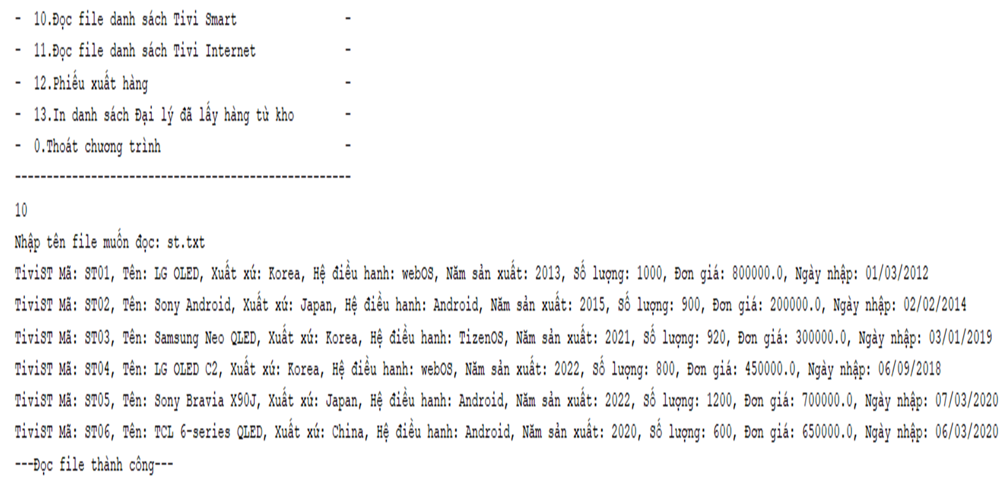 - 10.Đọc file danh sách Tivi Smart -
- 11.Đọc file danh sách Tivi Internet -
- 12.Phiếu xuất hàng -
- 13.In danh sách Đại lý đã lấy hàng từ kho -
- 0.Thoát chương trình -
-----------------------------------------------------
10
Nhập tên file muốn đọc: st.txt
TiviST Mã: ST01, Tên: LG OLED, Xuất xứ: Korea, Hệ điều hanh: webOS, Năm sản xuất: 2013, Số lượng: 1000, Đơn giá: 800000.0, Ngày nhập: 01/03/2012
TiviST Mã: ST02, Tên: Sony Android, Xuất xứ: Japan, Hệ điều hanh: Android, Năm sản xuất: 2015, Số lượng: 900, Đơn giá: 200000.0, Ngày nhập: 02/02/2014
TiviST Mã: ST03, Tên: Samsung Neo QLED, Xuất xứ: Korea, Hệ điều hanh: TizenOS, Năm sản xuất: 2021, Số lượng: 920, Đơn giá: 300000.0, Ngày nhập: 03/01/2019
TiviST Mã: ST04, Tên: LG OLED C2, Xuất xứ: Korea, Hệ điều hanh: webOS, Năm sản xuất: 2022, Số lượng: 800, Đơn giá: 450000.0, Ngày nhập: 06/09/2018
TiviST Mã: ST05, Tên: Sony Bravia X90J, Xuất xứ: Japan, Hệ điều hanh: Android, Năm sản xuất: 2022, Số lượng: 1200, Đơn giá: 700000.0, Ngày nhập: 07/03/2020
TiviST Mã: ST06, Tên: TCL 6-series QLED, Xuất xứ: China, Hệ điều hanh: Android, Năm sản xuất: 2020, Số lượng: 600, Đơn giá: 650000.0, Ngày nhập: 06/03/2020
---Đọc file thành công---